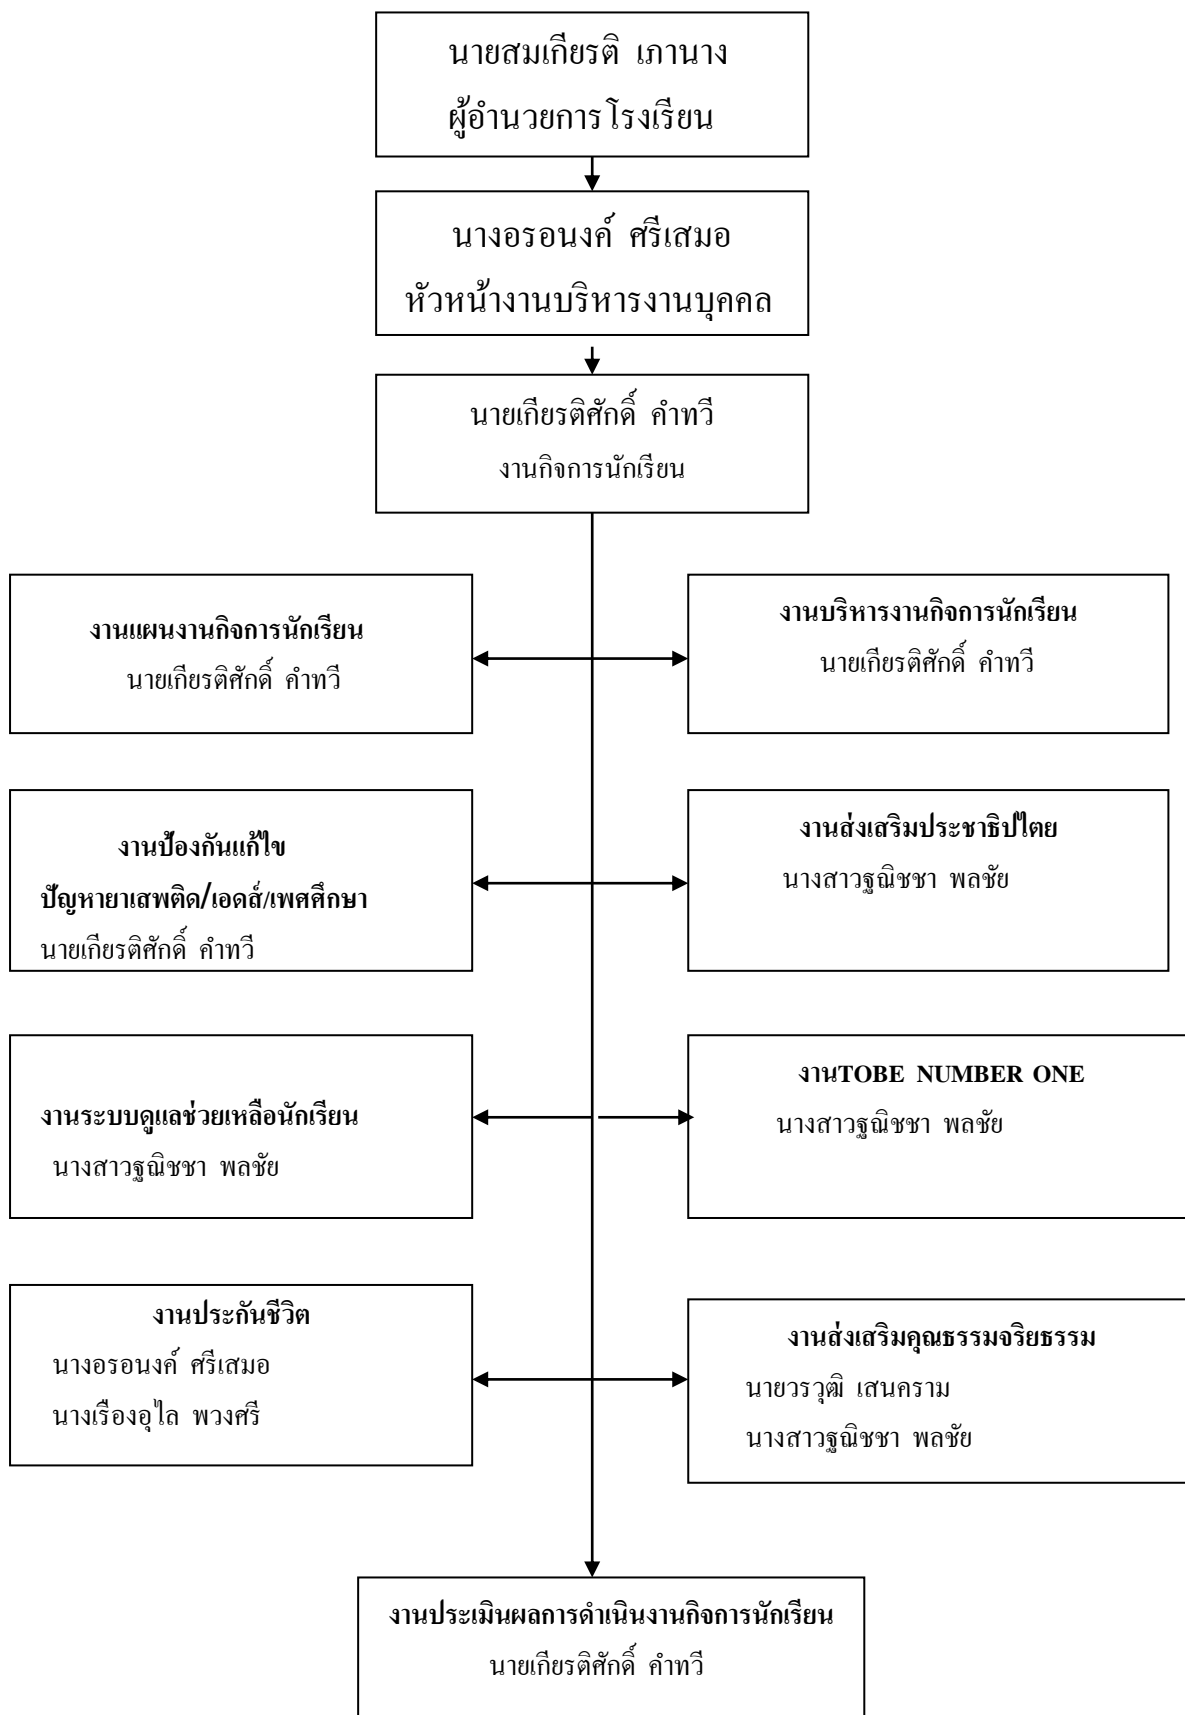 นายสมเกียรติ เภานาง
ผู้อำนวยการโรงเรียน
นางอรอนงค์ ศรีเสมอ
หัวหน้างานบริหารงานบุคคล
นายเกียรติศักดิ์ คำทวี
งานกิจการนักเรียน
งานแผนงานกิจการนักเรียน
นายเกียรติศักดิ์ คำทวี
งานบริหารงานกิจการนักเรียน
นายเกียรติศักดิ์ คำทวี
งานป้องกันแก้ไข
ปัญหายาเสพติด/เอดส์/เพศศึกษา
นายเกียรติศักดิ์ คำทวี
งานส่งเสริมประชาธิปไตย
นางสาวฐณิชชา พลชัย
งานระบบดูแลช่วยเหลือนักเรียน
นางสาวฐณิชชา พลชัย
งานTOBE NUMBER ONE
นางสาวฐณิชชา พลชัย
งานประกันชีวิต
นางอรอนงค์ ศรีเสมอ
นางเรืองอุไล พวงศรี
งานส่งเสริมคุณธรรมจริยธรรม
นายวรวุฒิ เสนคราม
นางสาวฐณิชชา พลชัย
งานประเมินผลการดำเนินงานกิจการนักเรียน
นายเกียรติศักดิ์ คำทวี